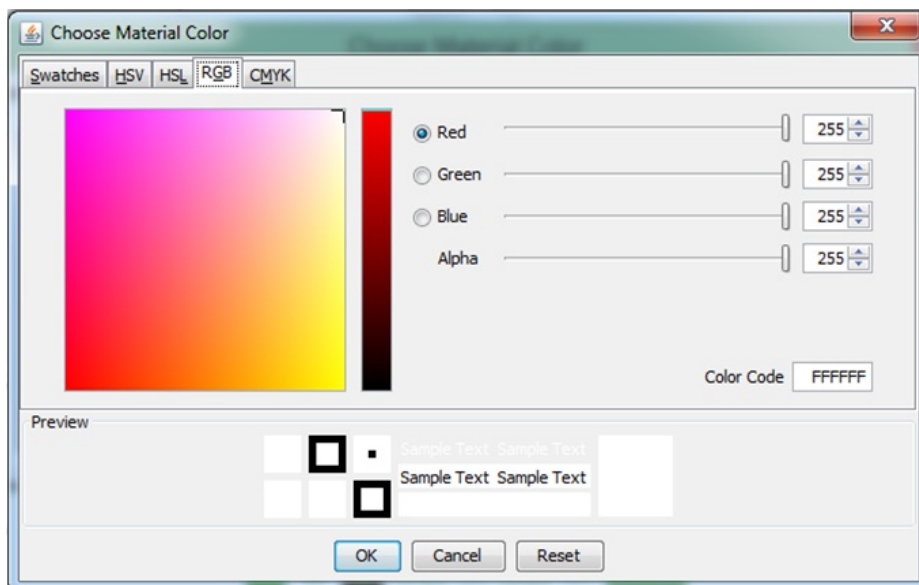 Choose Material Color
Swatches HSV HSL RGB CMYK
Red 255
Green 255
Blue 255
Alpha 255
Color Code FFFFFF
Preview
Sample Text Sample Text
Sample Text Sample Text
OK Cancel Reset